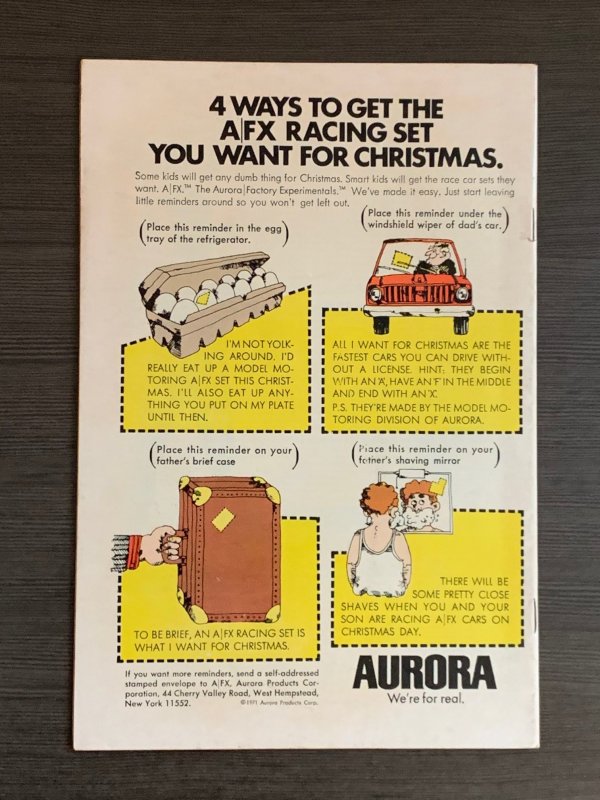 4 WAYS TO GET THE
A|FX RACING SET
YOU WANT FOR CHRISTMAS.
Some kids will get any dumb thing for Christmas. Smart kids will get the race car sets they
want. A|FX.™ The Aurora|Factory Experimentals.™ We've made it easy. Just start leaving
little reminders around so you won't get left out.
(Place this reminder in the egg
tray of the refrigerator.)
(Place this reminder under the
windshield wiper of dad's car.)
I'M NOT YOLK-
ING AROUND. I'D
REALLY EAT UP A MODEL MO-
TORING A|FX SET THIS CHRIST-
MAS. I'LL ALSO EAT UP ANY-
THING YOU PUT ON MY PLATE
UNTIL THEN.
ALL I WANT FOR CHRISTMAS ARE THE
FASTEST CARS YOU CAN DRIVE WITH-
OUT A LICENSE. HINT: THEY BEGIN
WITH AN 'A', HAVE AN 'F' IN THE MIDDLE
AND END WITH AN 'X'.
P.S. THEY'RE MADE BY THE MODEL MO-
TORING DIVISION OF AURORA.
(Place this reminder on your
father's brief case)
(Place this reminder on your
father's shaving mirror)
TO BE BRIEF, AN A|FX RACING SET IS
WHAT I WANT FOR CHRISTMAS.
THERE WILL BE
SOME PRETTY CLOSE
SHAVES WHEN YOU AND YOUR
SON ARE RACING A|FX CARS ON
CHRISTMAS DAY.
If you want more reminders, send a self-addressed
stamped envelope to A|FX, Aurora Products Cor-
poration, 44 Cherry Valley Road, West Hempstead,
New York 11552.
©1971 Aurora Products Corp.
AURORA
We're for real.